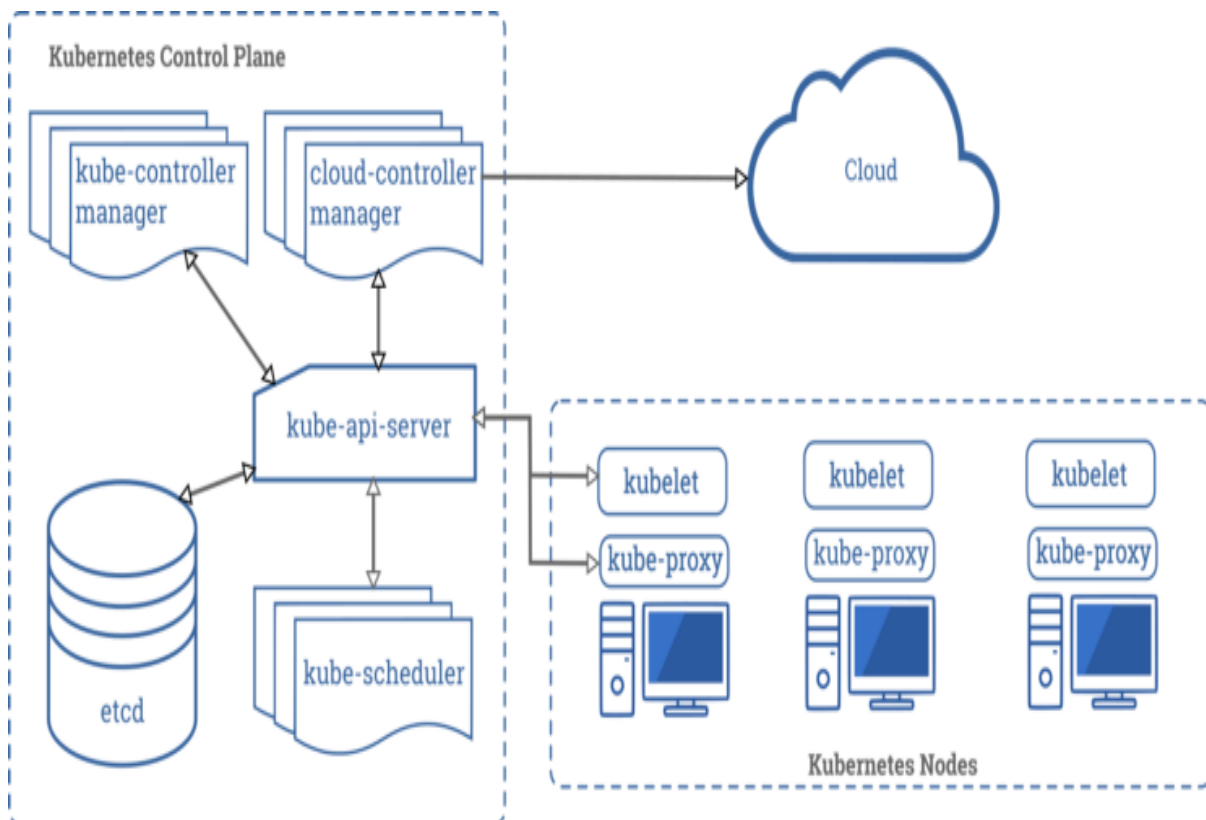 Kubernetes Control Plane
kube-controller
manager
cloud-controller
manager
Cloud
kube-api-server
kubelet
kubelet
kubelet
kube-proxy
kube-proxy
kube-proxy
kube-scheduler
etcd
Kubernetes Nodes